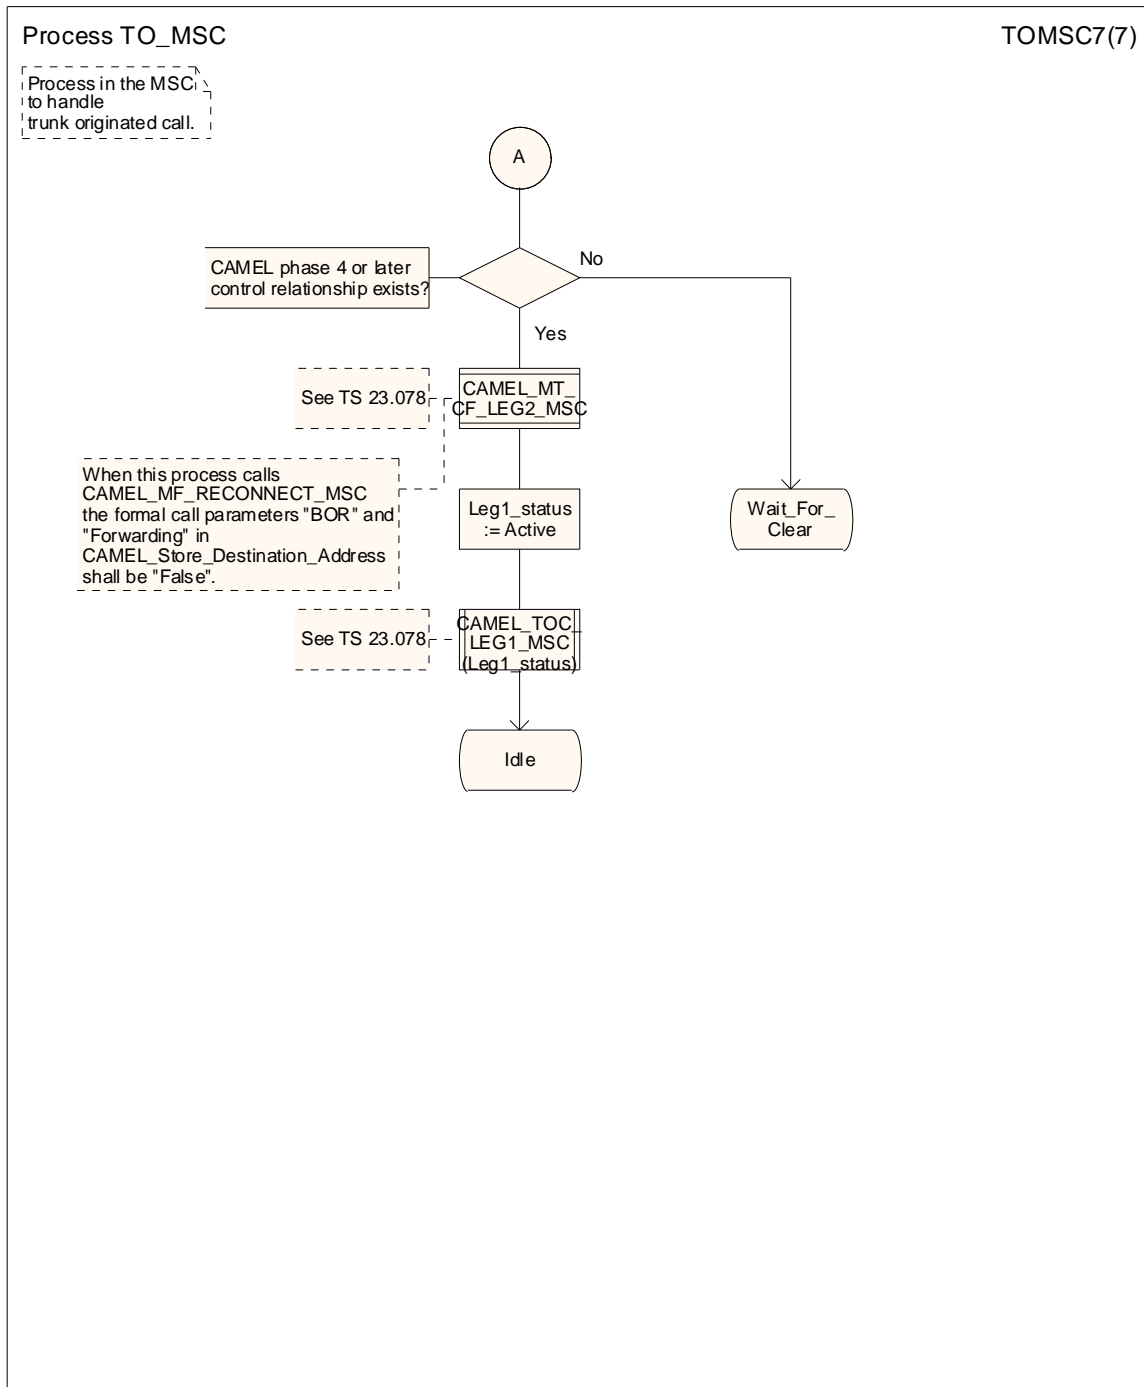 Process TO_MSC
TOMSC7(7)
Process in the MSC
to handle
trunk originated call.
A
CAMEL phase 4 or later
control relationship exists?
No
Yes
See TS 23.078
CAMEL_MT_
CF_LEG2_MSC
When this process calls
CAMEL_MF_RECONNECT_MSC
the formal call parameters "BOR" and
"Forwarding" in
CAMEL_Store_Destination_Address
shall be "False".
Leg1_status
:= Active
Wait_For_
Clear
See TS 23.078
CAMEL_TOC_
LEG1_MSC
(Leg1_status)
Idle